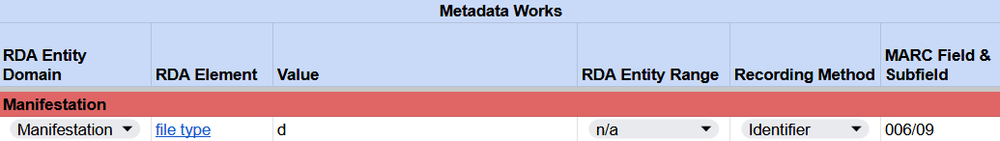 Metadata Works
RDA Entity Domain RDA Element Value RDA Entity Range Recording Method MARC Field & Subfield
Manifestation
Manifestation file type d n/a Identifier 006/09